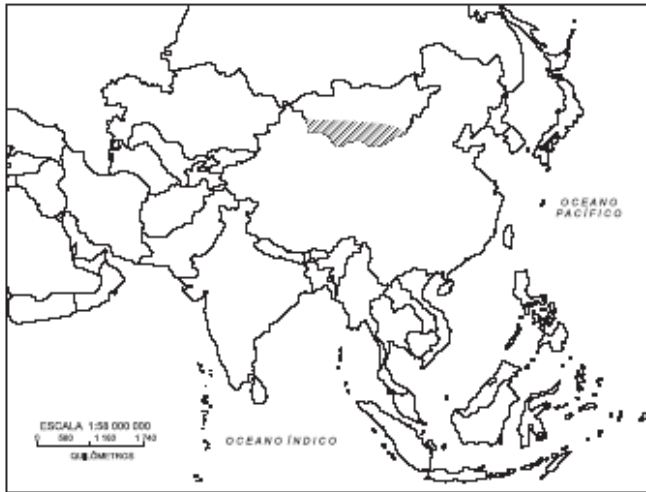 OCEANO
PACÍFICO
ESCALA 1:58 000 000
0 580 1 160 1 740
QUILÔMETROS
OCEANO ÍNDICO